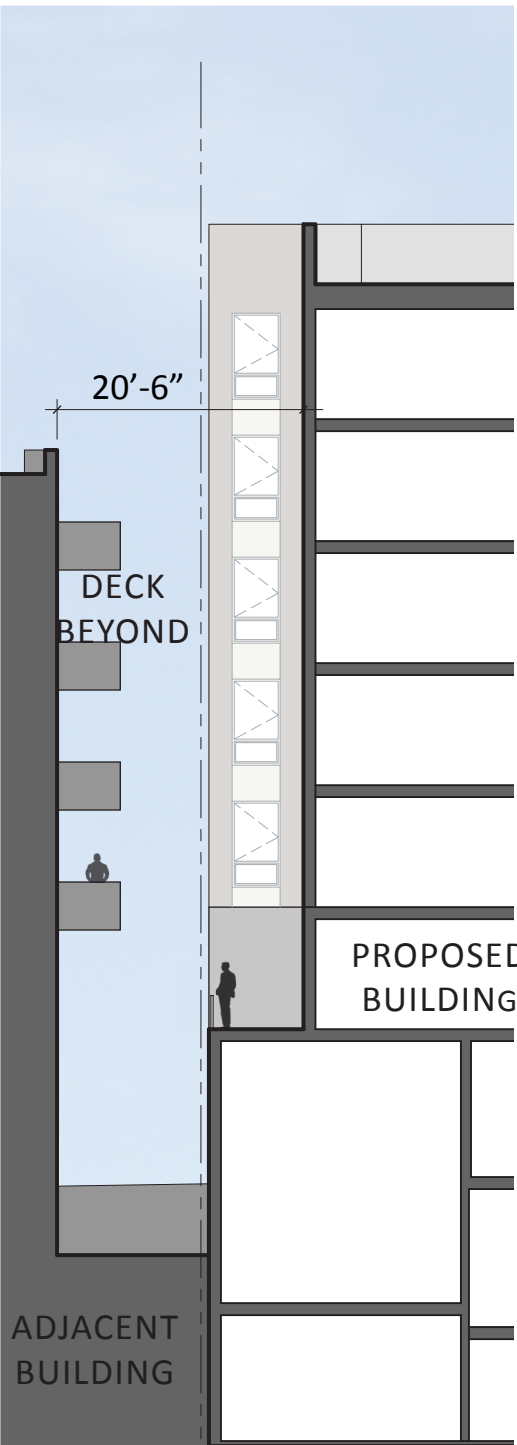 20’-6”
DECK
BEYOND
PROPOSED
BUILDING
ADJACENT
BUILDING